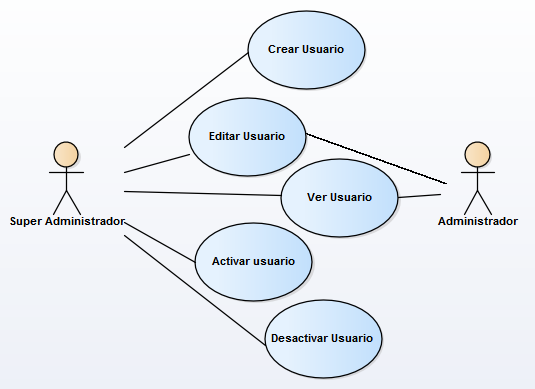 Crear Usuario
Editar Usuario
Ver Usuario
Super Administrador
Administrador
Activar usuario
Desactivar Usuario